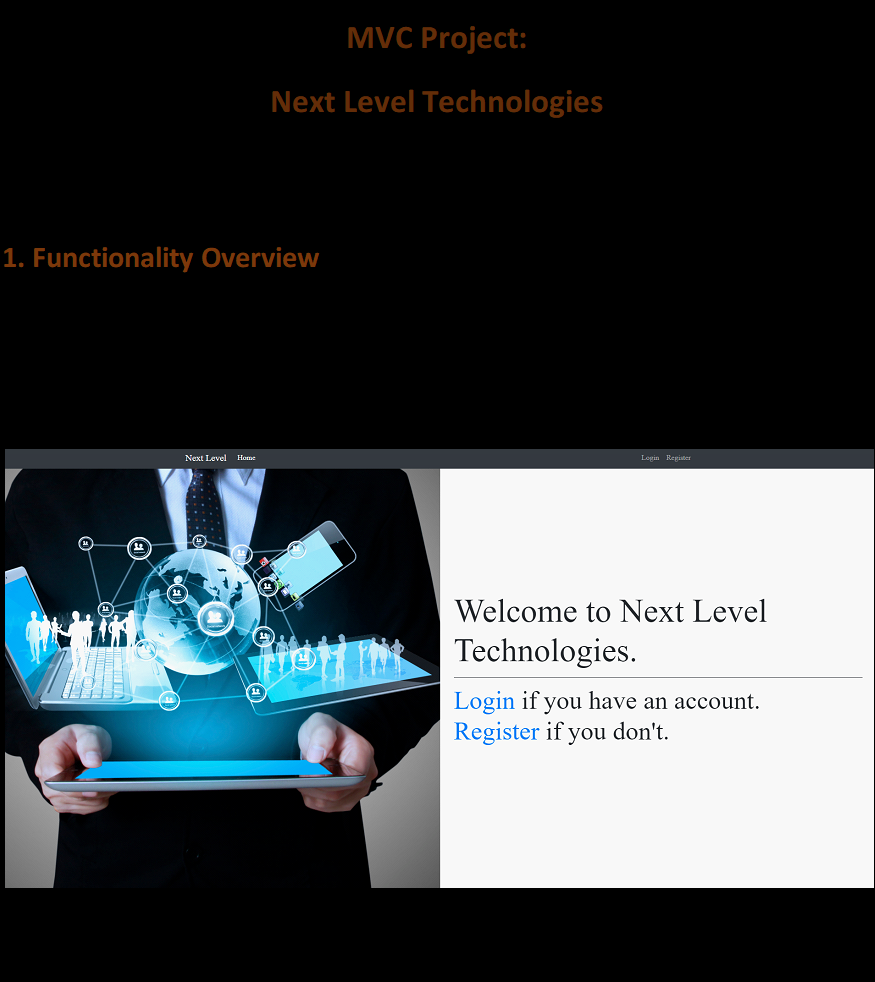 MVC Project:
Next Level Technologies
1. Functionality Overview
Next Level Home Login Register
Welcome to Next Level
Technologies.
Login if you have an account.
Register if you don't.